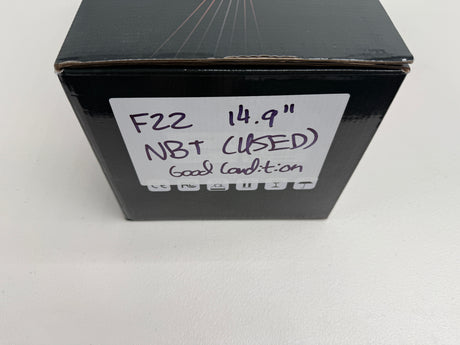 F22 14.9"
NBT (USED)
Good Condition